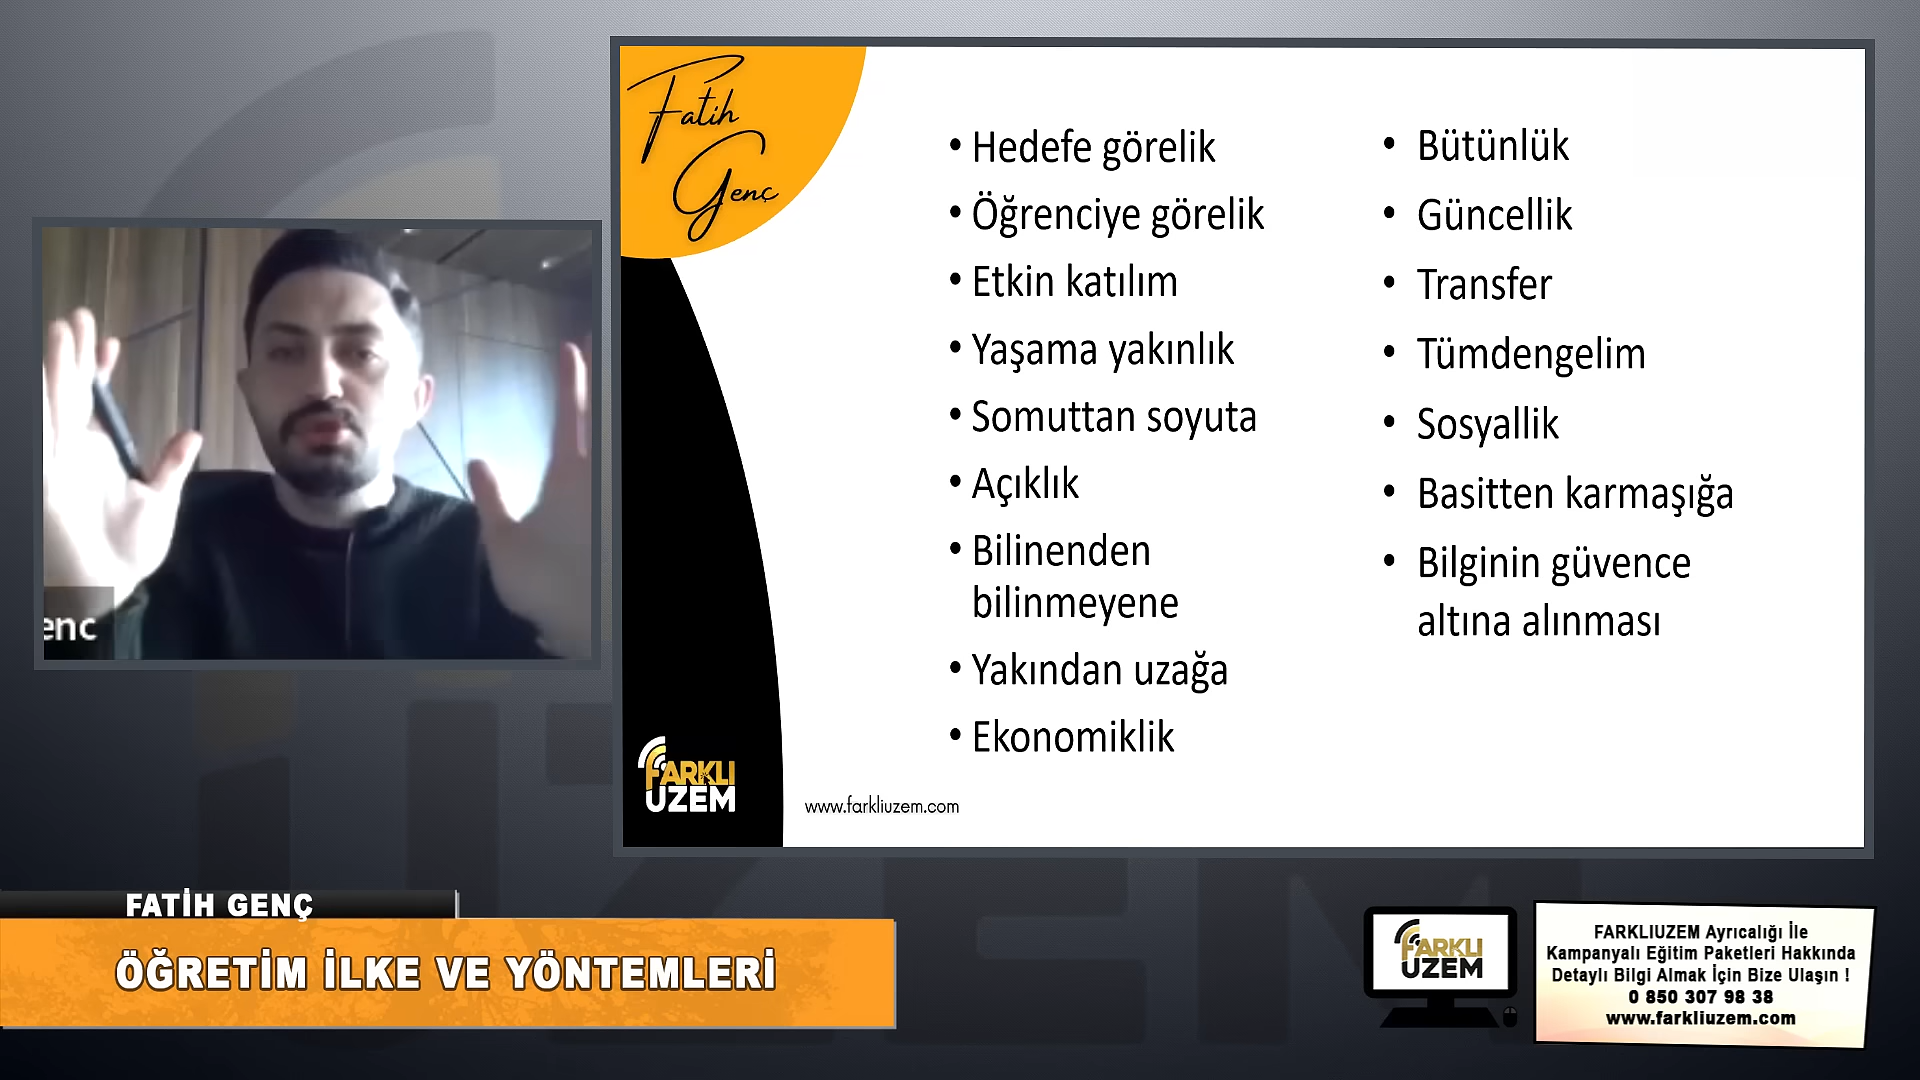 Fatih
Genç
• Hedefe görelik
• Öğrenciye görelik
• Etkin katılım
• Yaşama yakınlık
• Somuttan soyuta
• Açıklık
• Bilinenden
bilinmeyene
• Yakından uzağa
• Ekonomiklik
• Bütünlük
• Güncellik
• Transfer
• Tümdengelim
• Sosyallik
• Basitten karmaşığa
• Bilginin güvence
altına alınması
enc
FARKLI
UZEM
www.farkliuzem.com
FATİH GENÇ
ÖĞRETİM İLKE VE YÖNTEMLERİ
FARKLI
UZEM
FARKLIUZEM Ayrıcalığı İle
Kampanyalı Eğitim Paketleri Hakkında
Detaylı Bilgi Almak İçin Bize Ulaşın !
0 850 307 98 38
www.farkliuzem.com